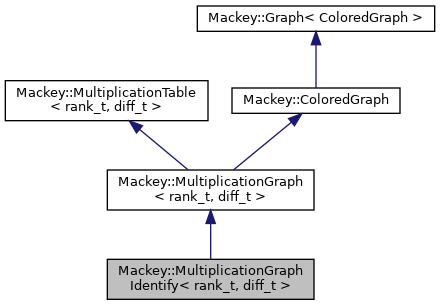 Mackey::Graph< ColoredGraph >
Mackey::MultiplicationTable
< rank_t, diff_t >
Mackey::ColoredGraph
Mackey::MultiplicationGraph
< rank_t, diff_t >
Mackey::MultiplicationGraph
Identify< rank_t, diff_t >